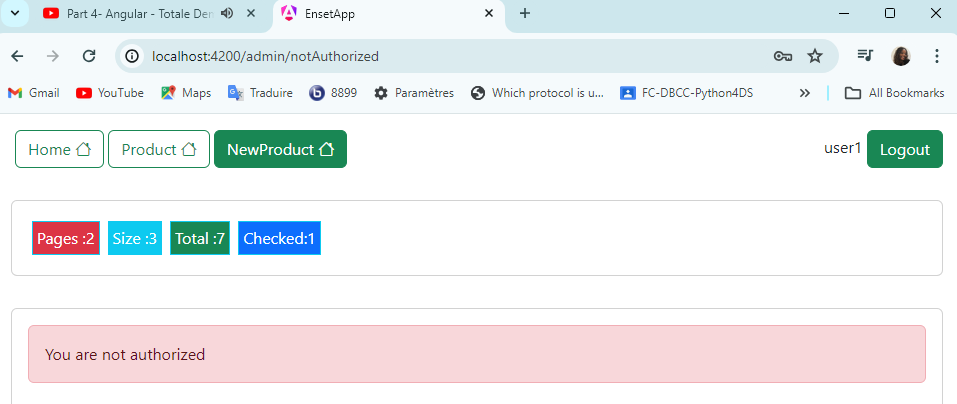 Part 4- Angular - Totale Der
EnsetApp
localhost:4200/admin/notAuthorized
Gmail YouTube Maps Traduire 8899 Paramètres Which protocol is u... FC-DBCC-Python4DS All Bookmarks
Home Product NewProduct user1 Logout
Pages :2 Size :3 Total :7 Checked:1
You are not authorized